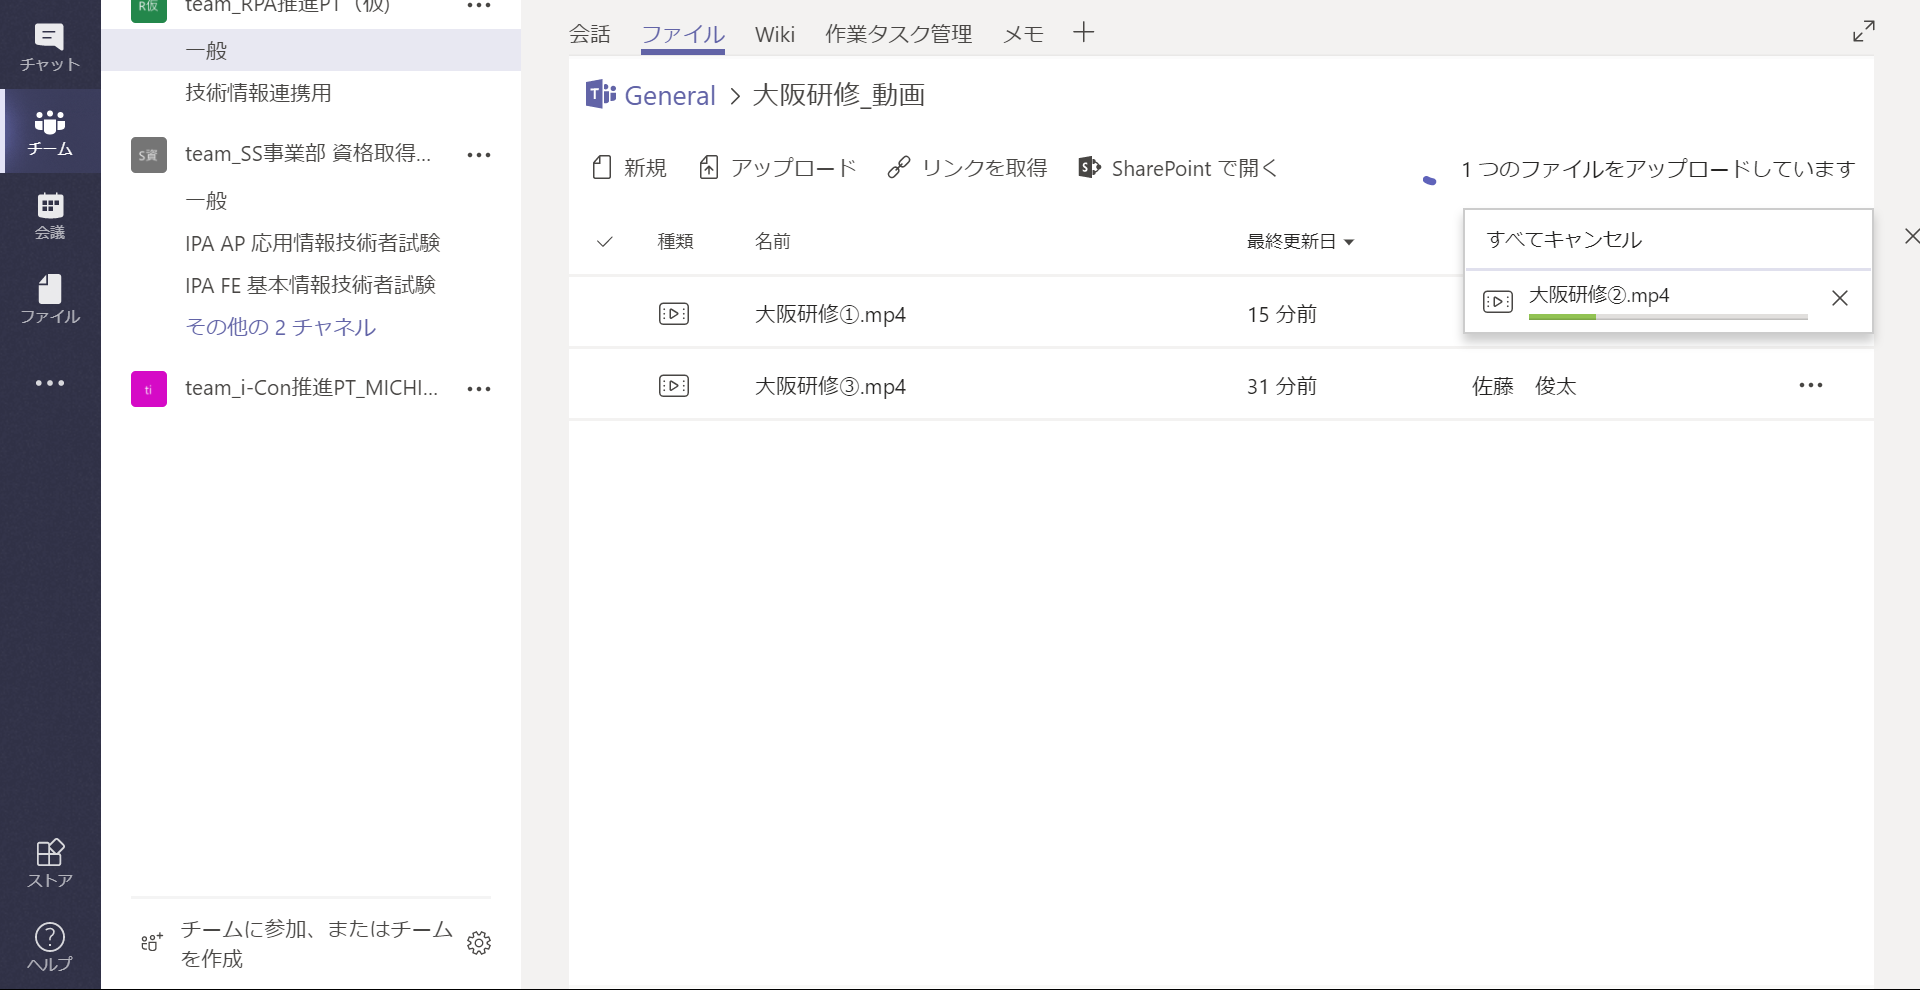 チャット
チーム
会議
ファイル
ストア
ヘルプ
R仮
team_RPA推進PT（仮）
一般
技術情報連携用
S資
team_SS事業部 資格取得...
一般
IPA AP 応用情報技術者試験
IPA FE 基本情報技術者試験
その他の 2 チャネル
ti
team_i-Con推進PT_MICHI...
チームに参加、またはチーム
を作成
会話 ファイル Wiki 作業タスク管理 メモ
General > 大阪研修_動画
新規 アップロード リンクを取得 SharePoint で開く 1 つのファイルをアップロードしています
種類 名前 最終更新日
すべてキャンセル
大阪研修②.mp4
大阪研修①.mp4 15 分前
大阪研修③.mp4 31 分前 佐藤　俊太